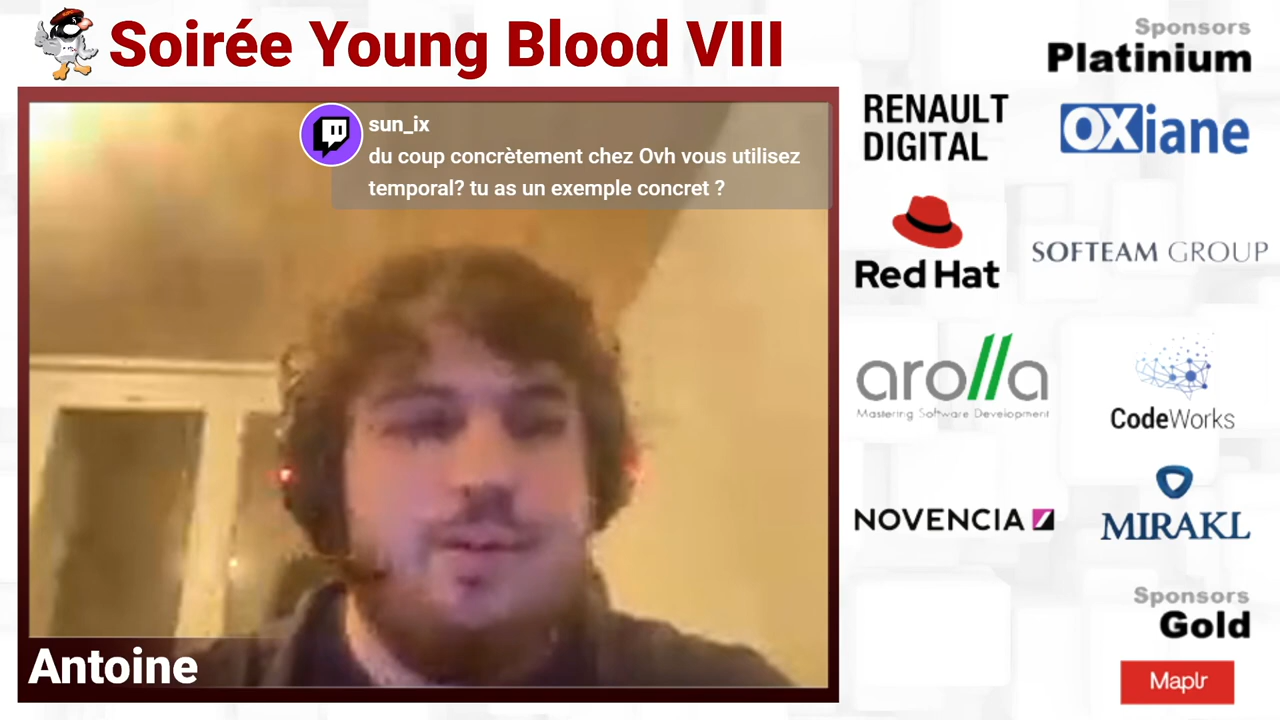 Soirée Young Blood VIII
sun_ix
du coup concrètement chez Ovh vous utilisez
temporal? tu as un exemple concret ?
Antoine
Sponsors
Platinium
RENAULT
DIGITAL
OXiane
Red Hat
SOFTEAM GROUP
arolla
Mastering Software Development
CodeWorks
NOVENCIA
MIRAKL
Sponsors
Gold
Maplr